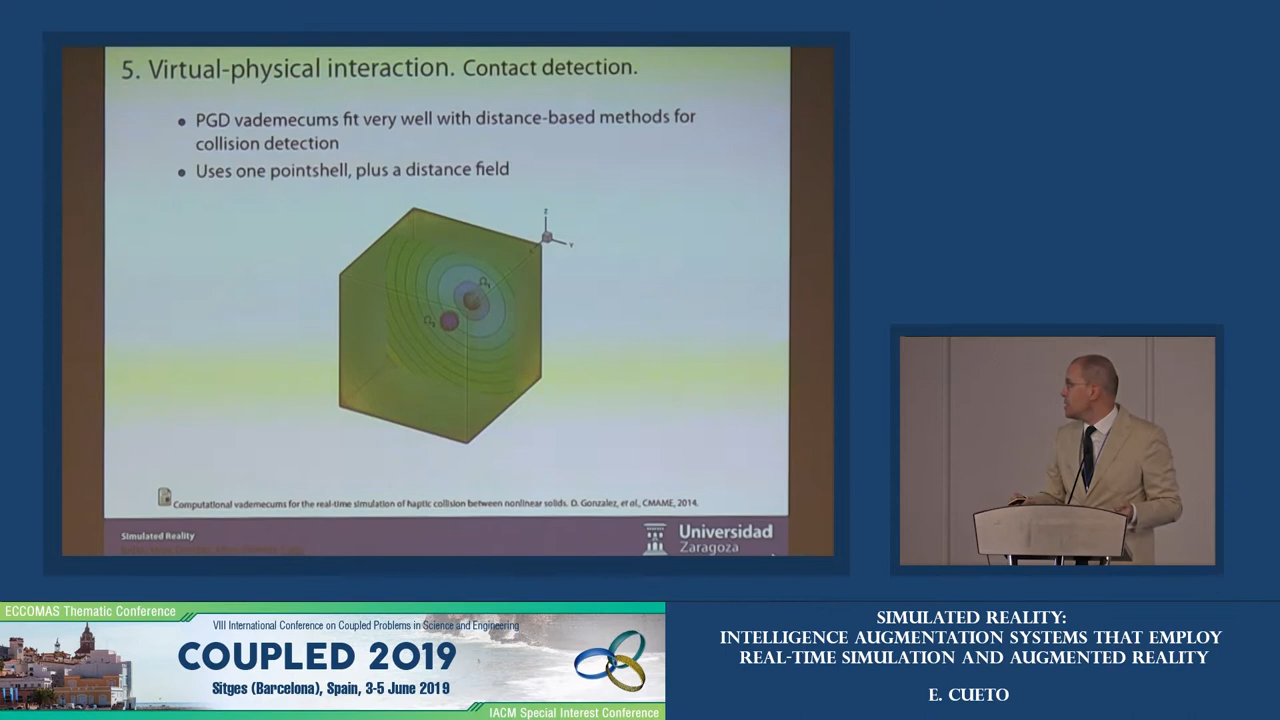 5. Virtual-physical interaction. Contact detection.
• PGD vademecums fit very well with distance-based methods for
collision detection
• Uses one pointshell, plus a distance field
Z
Y
Computational vademecums for the real-time simulation of haptic collision between nonlinear solids. D. Gonzalez, et al., CMAME, 2014.
Simulated Reality
Universidad
Zaragoza
ECCOMAS Thematic Conference
VIII International Conference on Coupled Problems in Science and Engineering
COUPLED 2019
Sitges (Barcelona), Spain, 3-5 June 2019
IACM Special Interest Conference
SIMULATED REALITY:
INTELLIGENCE AUGMENTATION SYSTEMS THAT EMPLOY
REAL-TIME SIMULATION AND AUGMENTED REALITY
E. CUETO